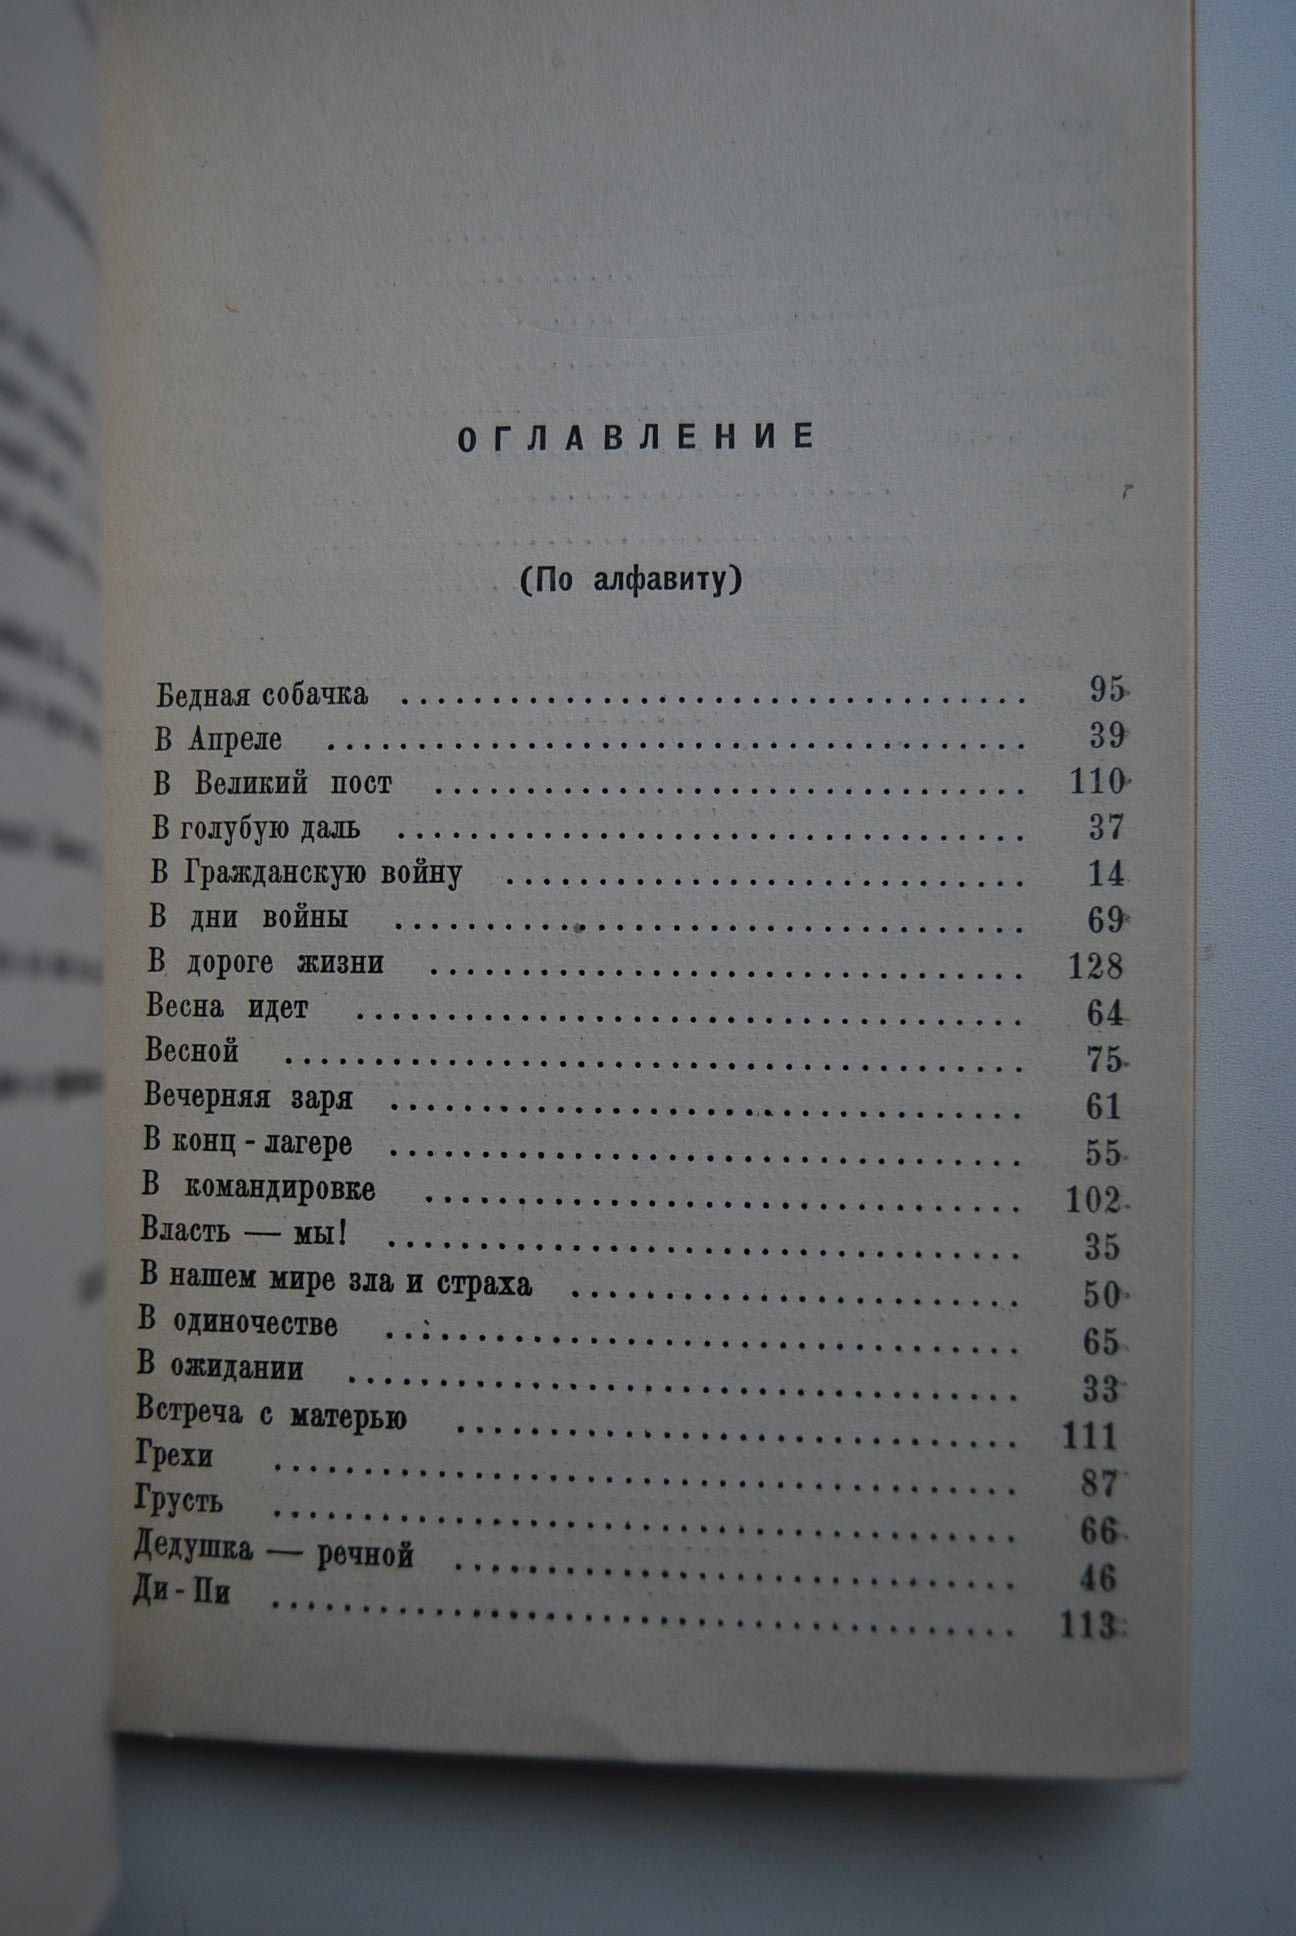 ОГЛАВЛЕНИЕ
(По алфавиту)
Бедная собачка .................................. 95
В Апреле ...................................... 39
В Великий пост ................................ 110
В голубую даль .................................. 37
В Гражданскую войну ............................ 14
В дни войны .................................. 69
В дороге жизни ................................ 128
Весна идет .................................... 64
Весной ........................................ 75
Вечерняя заря .................................. 61
В конц - лагере .................................. 55
В командировке ................................ 102
Власть — мы! .................................. 35
В нашем мире зла и страха ........................ 50
В одиночестве .................................. 65
В ожидании .................................... 33
Встреча с матерью .............................. 111
Грехи ........................................ 87
Грусть ........................................ 66
Дедушка — речной .............................. 46
Ди - Пи ........................................ 113